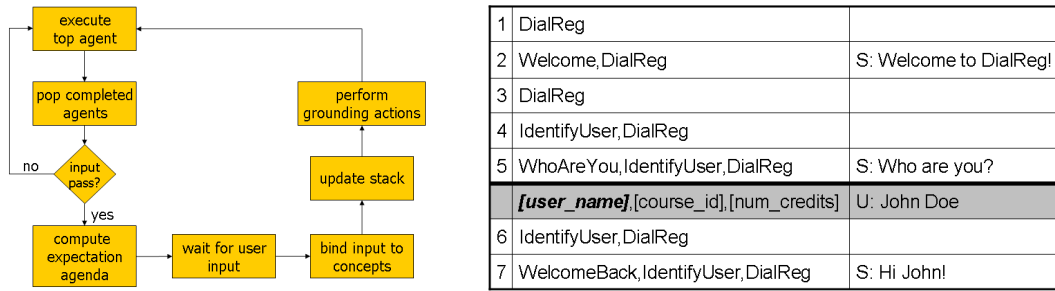 execute
top agent
pop completed
agents
no
input
pass?
yes
compute
expectation
agenda
wait for user
input
bind input to
concepts
update stack
perform
grounding actions
1 DialReg
2 Welcome,DialReg S: Welcome to DialReg!
3 DialReg
4 IdentifyUser,DialReg
5 WhoAreYou,IdentifyUser,DialReg S: Who are you?
[user_name],[course_id],[num_credits] U: John Doe
6 IdentifyUser,DialReg
7 WelcomeBack,IdentifyUser,DialReg S: Hi John!